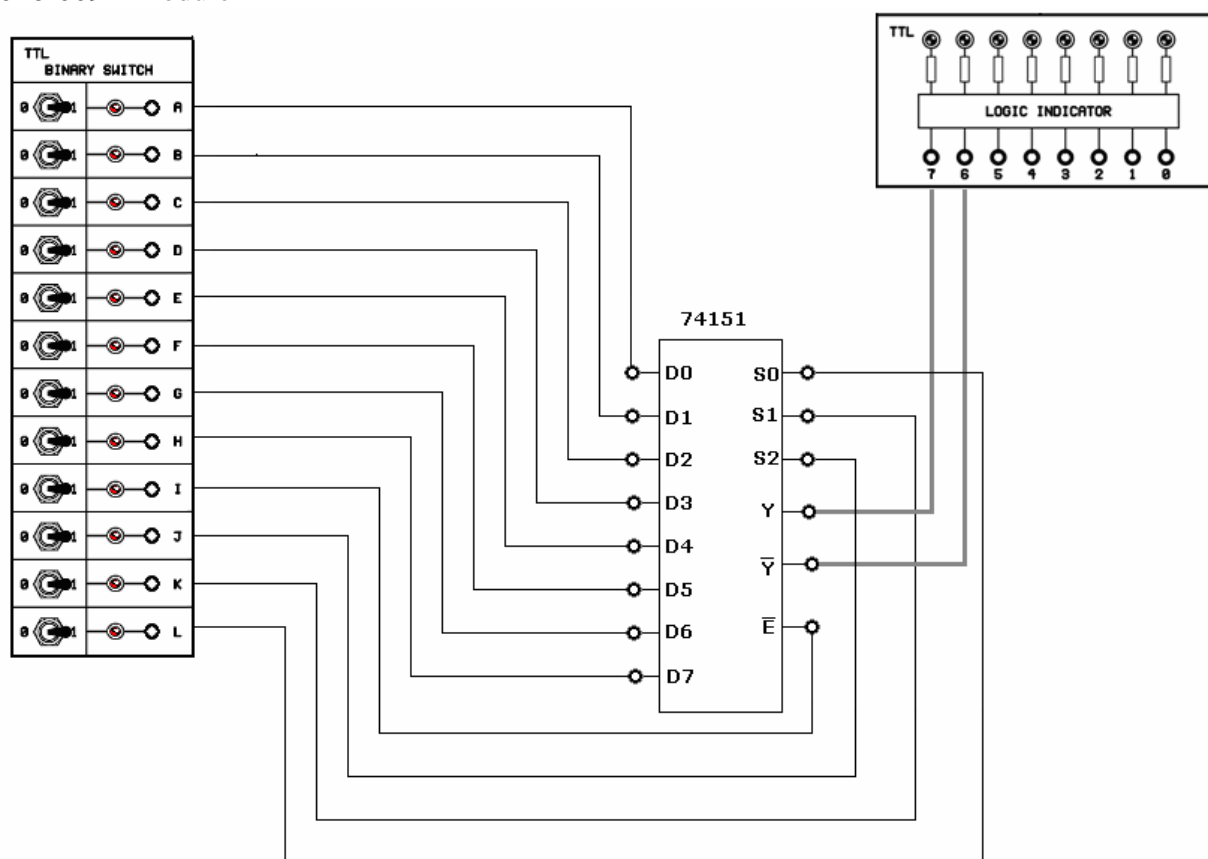 TTL
BINARY SWITCH
0 1 A
0 1 B
0 1 C
0 1 D
0 1 E
0 1 F
0 1 G
0 1 H
0 1 I
0 1 J
0 1 K
0 1 L
TTL
LOGIC INDICATOR
7 6 5 4 3 2 1 0
74151
D0 S0
D1 S1
D2 S2
D3 Y
D4
D5 Y̅
D6 E̅
D7